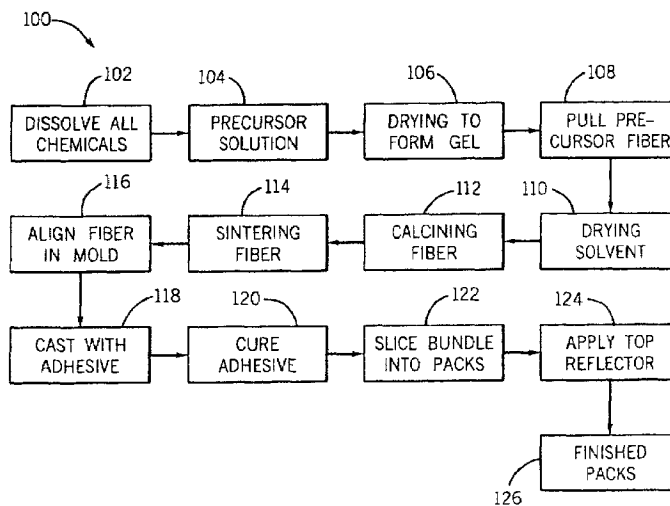 100
102
104
106
108
DISSOLVE ALL
CHEMICALS
PRECURSOR
SOLUTION
DRYING TO
FORM GEL
PULL PRE-
CURSOR FIBER
116
114
112
110
ALIGN FIBER
IN MOLD
SINTERING
FIBER
CALCINING
FIBER
DRYING
SOLVENT
118
120
122
124
CAST WITH
ADHESIVE
CURE
ADHESIVE
SLICE BUNDLE
INTO PACKS
APPLY TOP
REFLECTOR
FINISHED
PACKS
126